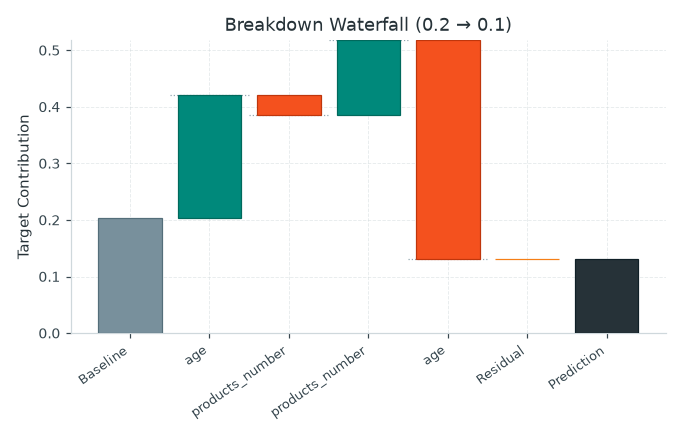 Breakdown Waterfall (0.2 → 0.1)
Target Contribution
0.5
0.4
0.3
0.2
0.1
0.0
Baseline
age
products_number
products_number
age
Residual
Prediction